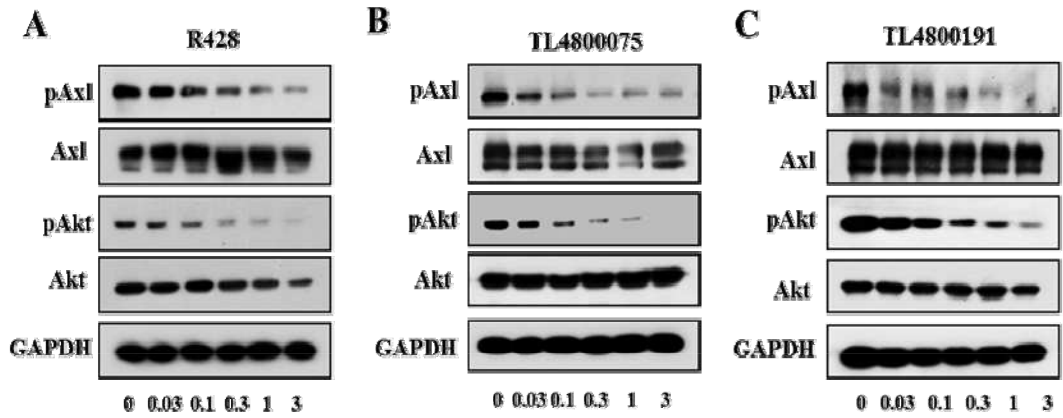 A
R428
pAxl
Axl
pAkt
Akt
GAPDH
0 0.03 0.1 0.3 1 3
B
TL4800075
pAxl
Axl
pAkt
Akt
GAPDH
0 0.03 0.1 0.3 1 3
C
TL4800191
pAxl
Axl
pAkt
Akt
GAPDH
0 0.03 0.1 0.3 1 3